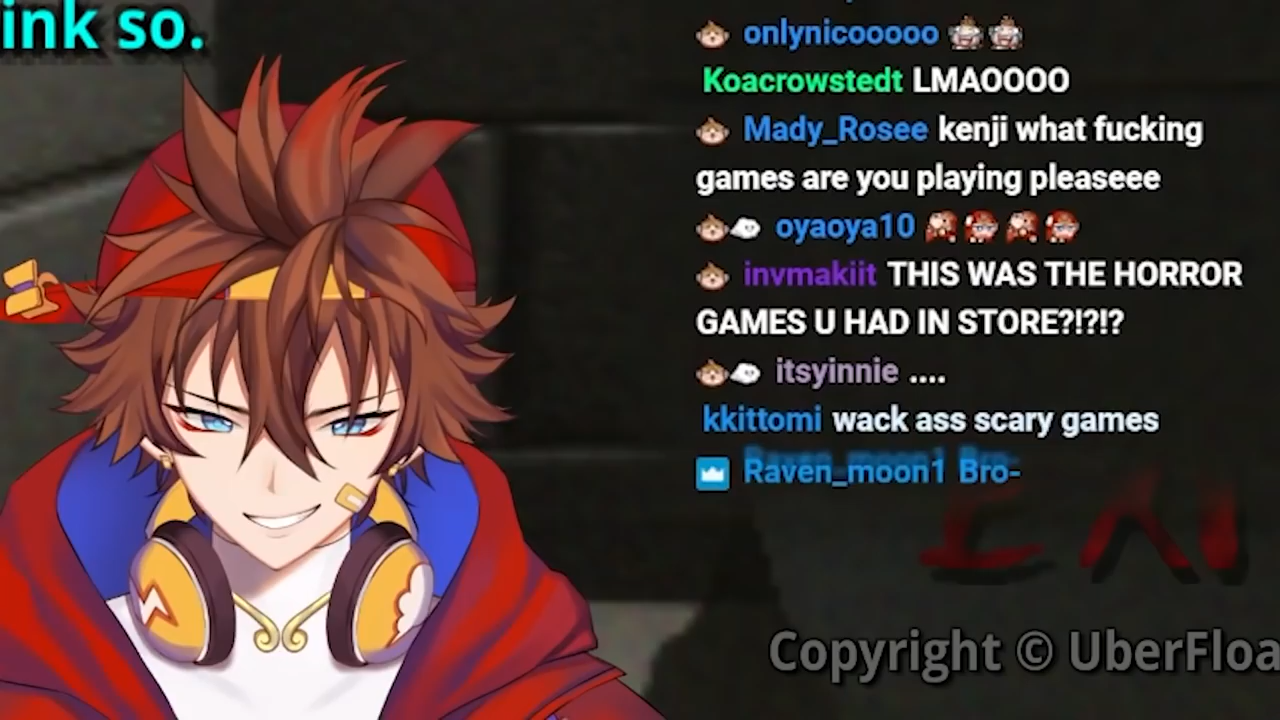 ink so.
onlynicooooo
Koacrowstedt LMAOOOO
Mady_Rosee kenji what fucking
games are you playing pleaseee
oyaoya10
invmakiit THIS WAS THE HORROR
GAMES U HAD IN STORE?!?!?
itsyinnie ....
kkittomi wack ass scary games
Raven_moon1 Bro-
Copyright © UberFloa